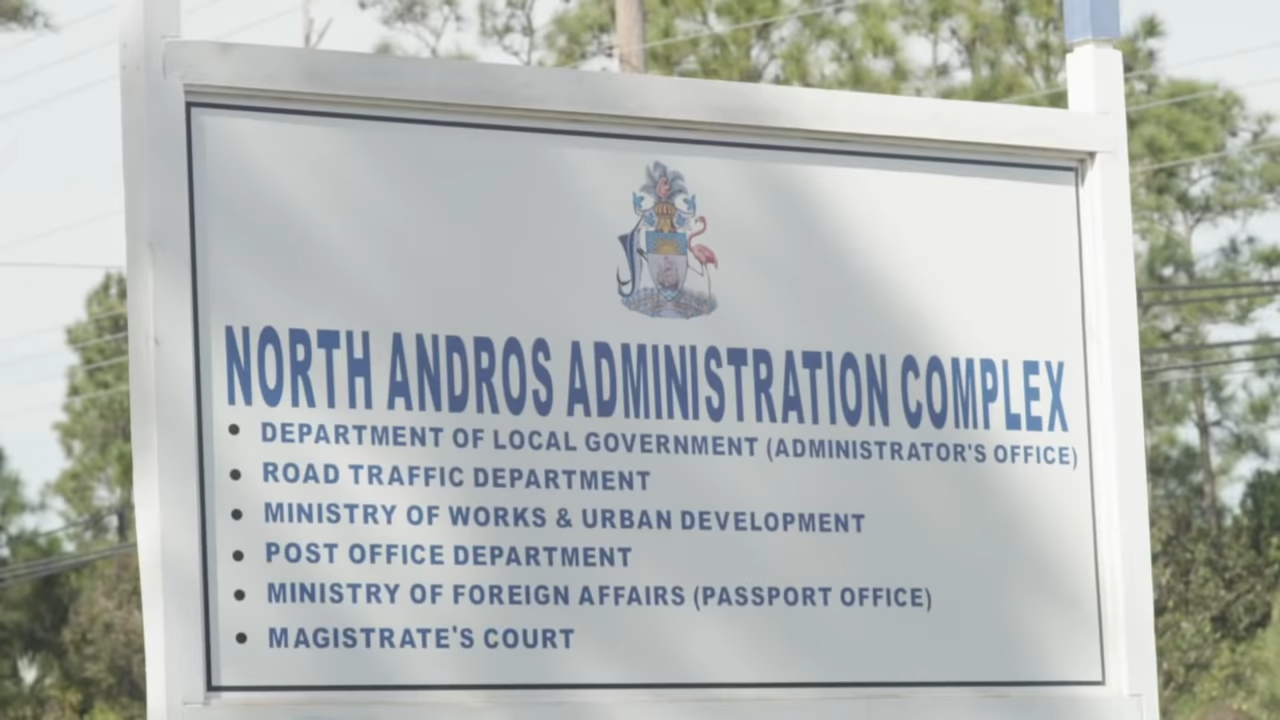 NORTH ANDROS ADMINISTRATION COMPLEX
• DEPARTMENT OF LOCAL GOVERNMENT (ADMINISTRATOR'S OFFICE)
• ROAD TRAFFIC DEPARTMENT
• MINISTRY OF WORKS & URBAN DEVELOPMENT
• POST OFFICE DEPARTMENT
• MINISTRY OF FOREIGN AFFAIRS (PASSPORT OFFICE)
• MAGISTRATE'S COURT